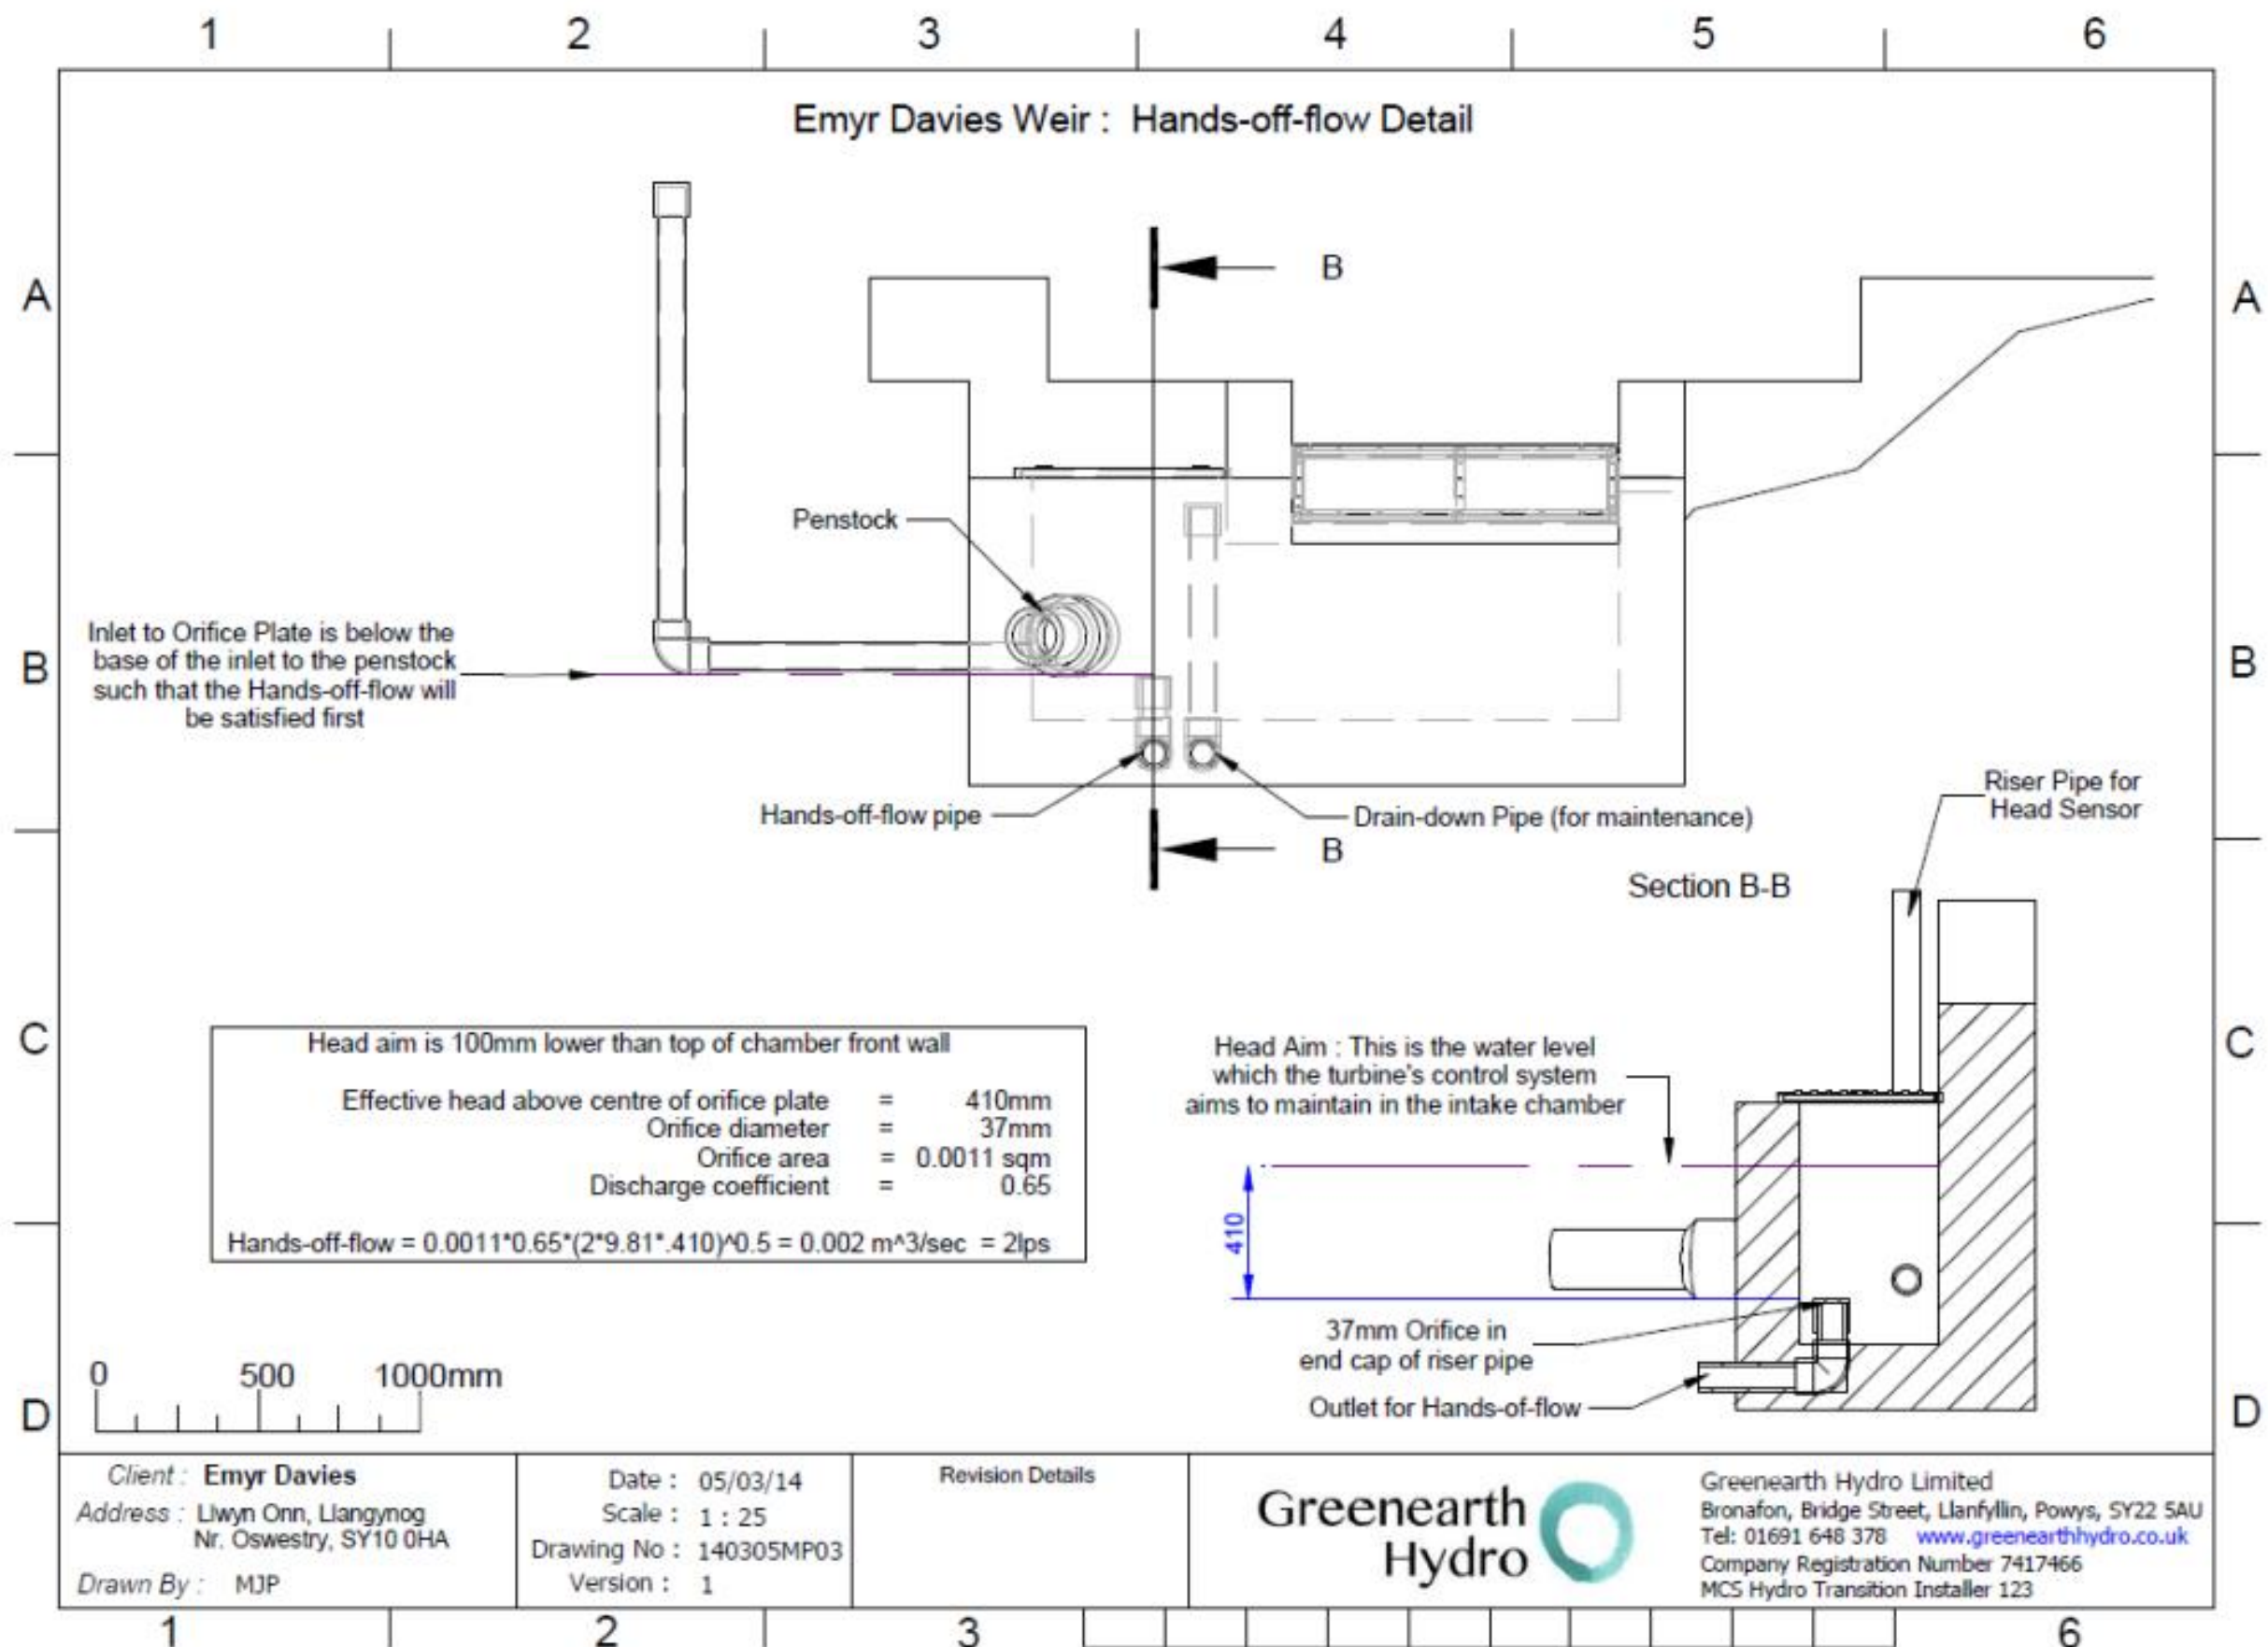 1 2 3 4 5 6
Emyr Davies Weir : Hands-off-flow Detail
B
A
A
Penstock
Inlet to Orifice Plate is below the
base of the inlet to the penstock
such that the Hands-off-flow will
be satisfied first
B
B
Hands-off-flow pipe
Drain-down Pipe (for maintenance)
B
Riser Pipe for
Head Sensor
Section B-B
C
C
Head aim is 100mm lower than top of chamber front wall
Effective head above centre of orifice plate = 410mm
Orifice diameter = 37mm
Orifice area = 0.0011 sqm
Discharge coefficient = 0.65
Hands-off-flow = 0.0011*0.65*(2*9.81*.410)^0.5 = 0.002 m^3/sec = 2lps
Head Aim : This is the water level
which the turbine's control system
aims to maintain in the intake chamber
410
37mm Orifice in
end cap of riser pipe
Outlet for Hands-of-flow
0 500 1000mm
D
D
Client : Emyr Davies
Address : Llwyn Onn, Llangynog
Nr. Oswestry, SY10 0HA
Drawn By : MJP
Date : 05/03/14
Scale : 1 : 25
Drawing No : 140305MP03
Version : 1
Revision Details
Greenearth
Hydro
Greenearth Hydro Limited
Bronafon, Bridge Street, Llanfyllin, Powys, SY22 5AU
Tel: 01691 648 378 www.greenearthhydro.co.uk
Company Registration Number 7417466
MCS Hydro Transition Installer 123
1 2 3 6